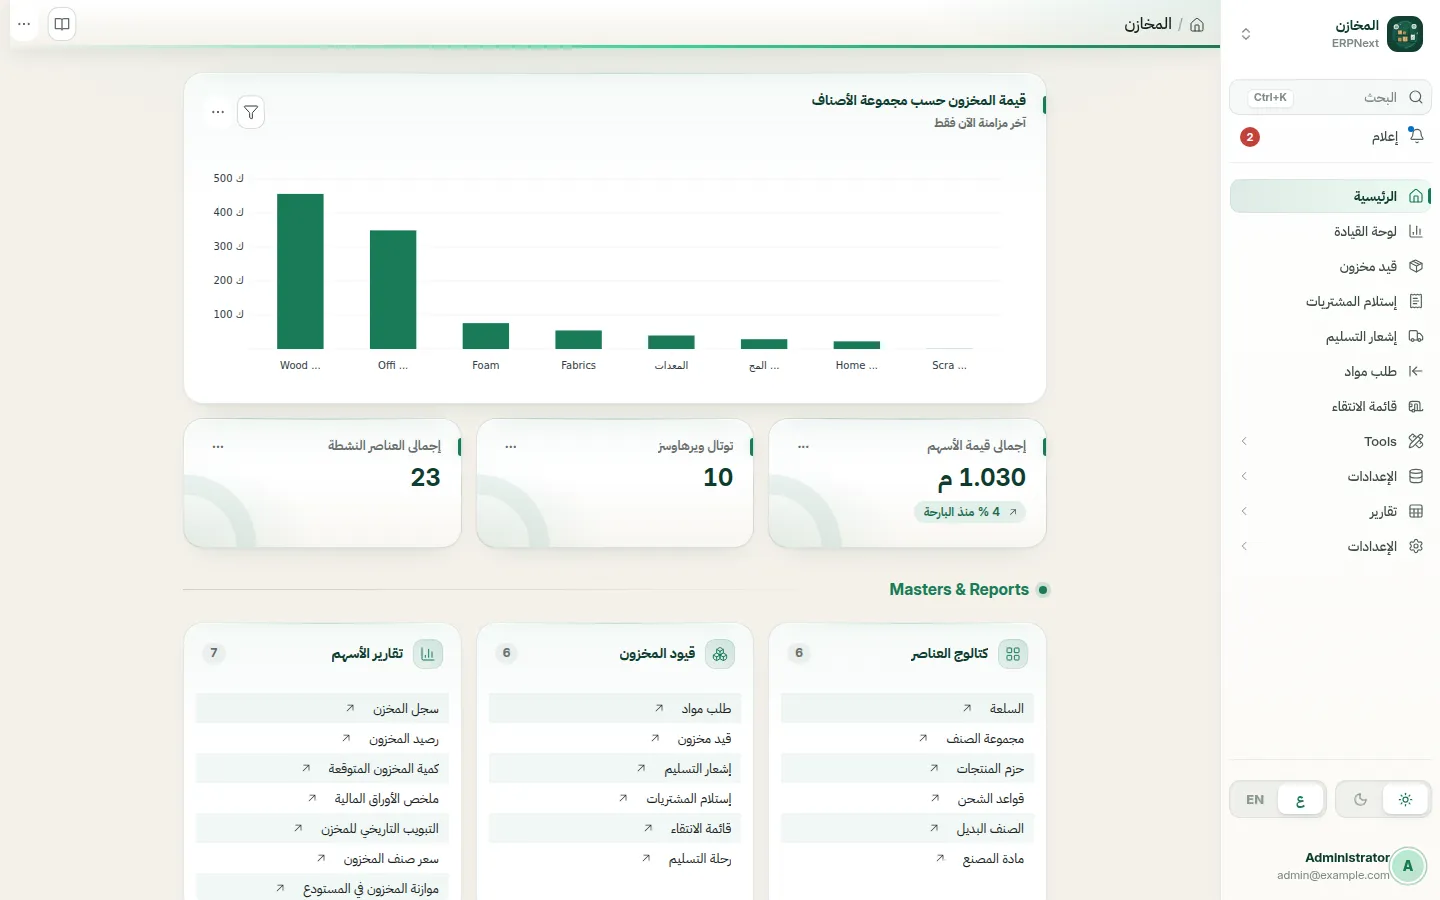 المخازن
ERPNext
البحث
Ctrl+K
إعلام
2
الرئيسية
لوحة القيادة
قيد مخزون
إستلام المشتريات
إشعار التسليم
طلب مواد
قائمة الانتقاء
Tools
الإعدادات
تقارير
الإعدادات
ع
EN
Administrator
admin@example.com
A
المخازن /
قيمة المخزون حسب مجموعة الأصناف
آخر مزامنة الآن فقط
500 ك
400 ك
300 ك
200 ك
100 ك
Wood ...
Offi ...
Foam
Fabrics
المعدات
المح ...
Home ...
Scra ...
إجمالي قيمة الأسهم
1.030 م
4 % منذ البارحة
توتال ويرهاوسز
10
إجمالي العناصر النشطة
23
Masters & Reports
كتالوج العناصر
6
السلعة
مجموعة الصنف
حزم المنتجات
قواعد الشحن
الصنف البديل
مادة المصنع
قيود المخزون
6
طلب مواد
قيد مخزون
إشعار التسليم
إستلام المشتريات
قائمة الانتقاء
رحلة التسليم
تقارير الأسهم
7
سجل المخزن
رصيد المخزون
كمية المخزون المتوقعة
ملخص الأوراق المالية
التبويب التاريخي للمخزن
سعر صنف المخزون
موازنة المخزون في المستودع